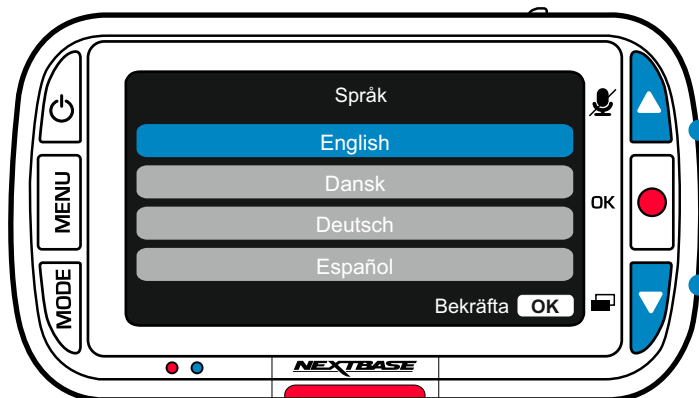 Språk
English
Dansk
MENU
OK
Deutsch
Español
MODE
Bekräfta OK
NEXTBASE